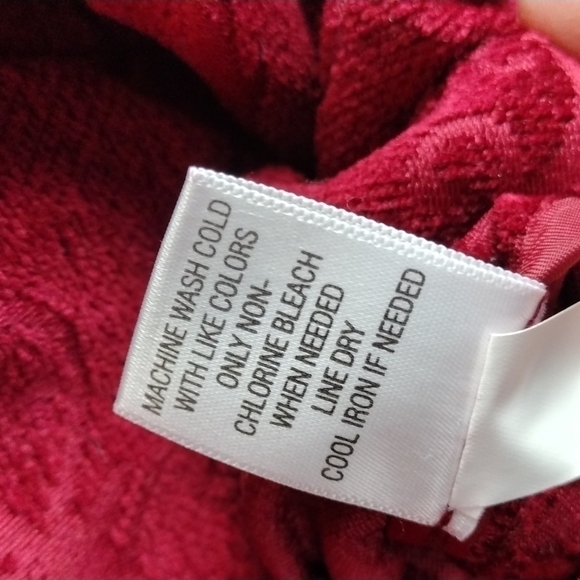 MACHINE WASH COLD
WITH LIKE COLORS
ONLY NON-
CHLORINE BLEACH
WHEN NEEDED
LINE DRY
COOL IRON IF NEEDED